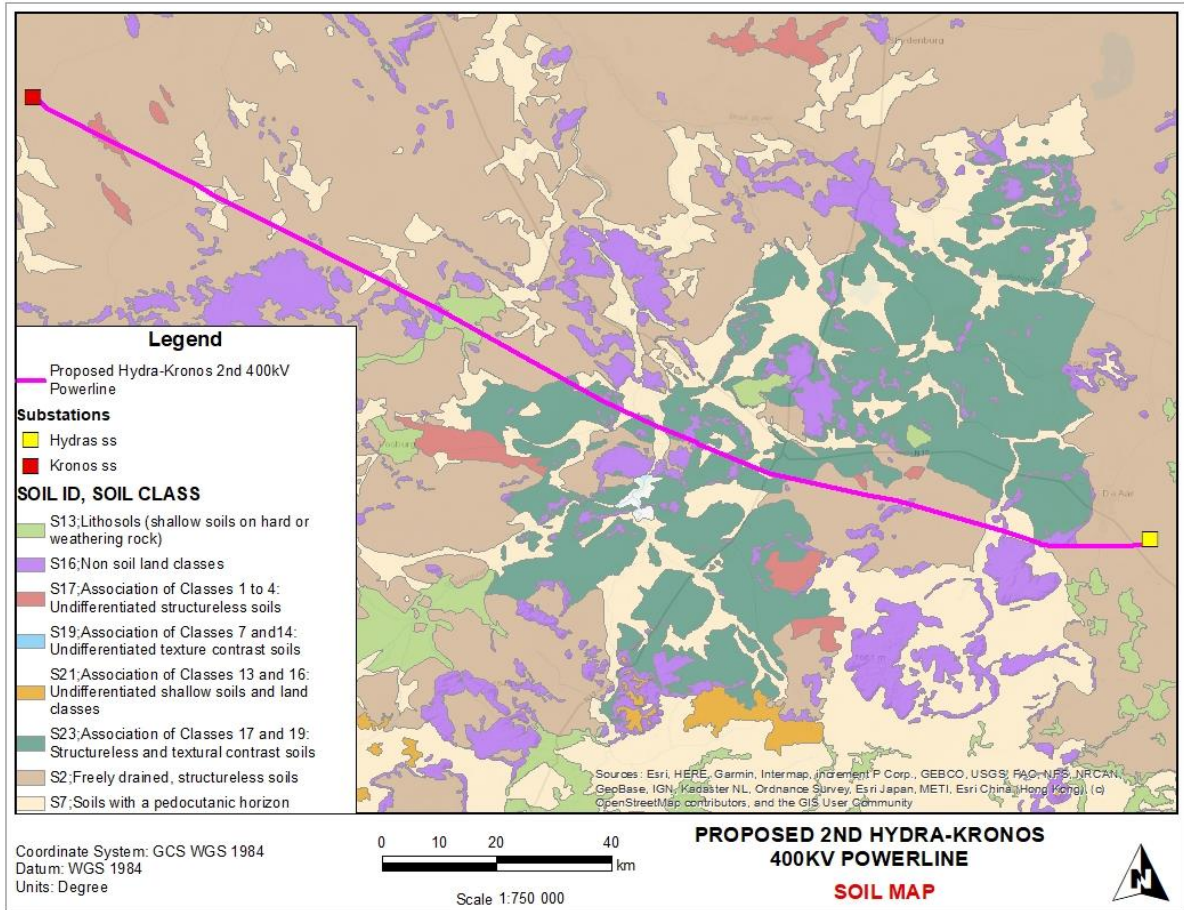 Legend
Proposed Hydra-Kronos 2nd 400kV
Powerline
Substations
Hydras ss
Kronos ss
SOIL ID, SOIL CLASS
S13;Lithosols (shallow soils on hard or
weathering rock)
S16;Non soil land classes
S17;Association of Classes 1 to 4:
Undifferentiated structureless soils
S19;Association of Classes 7 and14:
Undifferentiated texture contrast soils
S21;Association of Classes 13 and 16:
Undifferentiated shallow soils and land
classes
S23;Association of Classes 17 and 19:
Structureless and textural contrast soils
S2;Freely drained, structureless soils
S7;Soils with a pedocutanic horizon
De Aar
Sources: Esri, HERE, Garmin, Intermap, increment P Corp., GEBCO, USGS, FAO, NPS, NRCAN,
GeoBase, IGN, Kadaster NL, Ordnance Survey, Esri Japan, METI, Esri China (Hong Kong), (c)
OpenStreetMap contributors, and the GIS User Community
Coordinate System: GCS WGS 1984
Datum: WGS 1984
Units: Degree
0 10 20 40
km
Scale 1:750 000
PROPOSED 2ND HYDRA-KRONOS
400KV POWERLINE
SOIL MAP
N